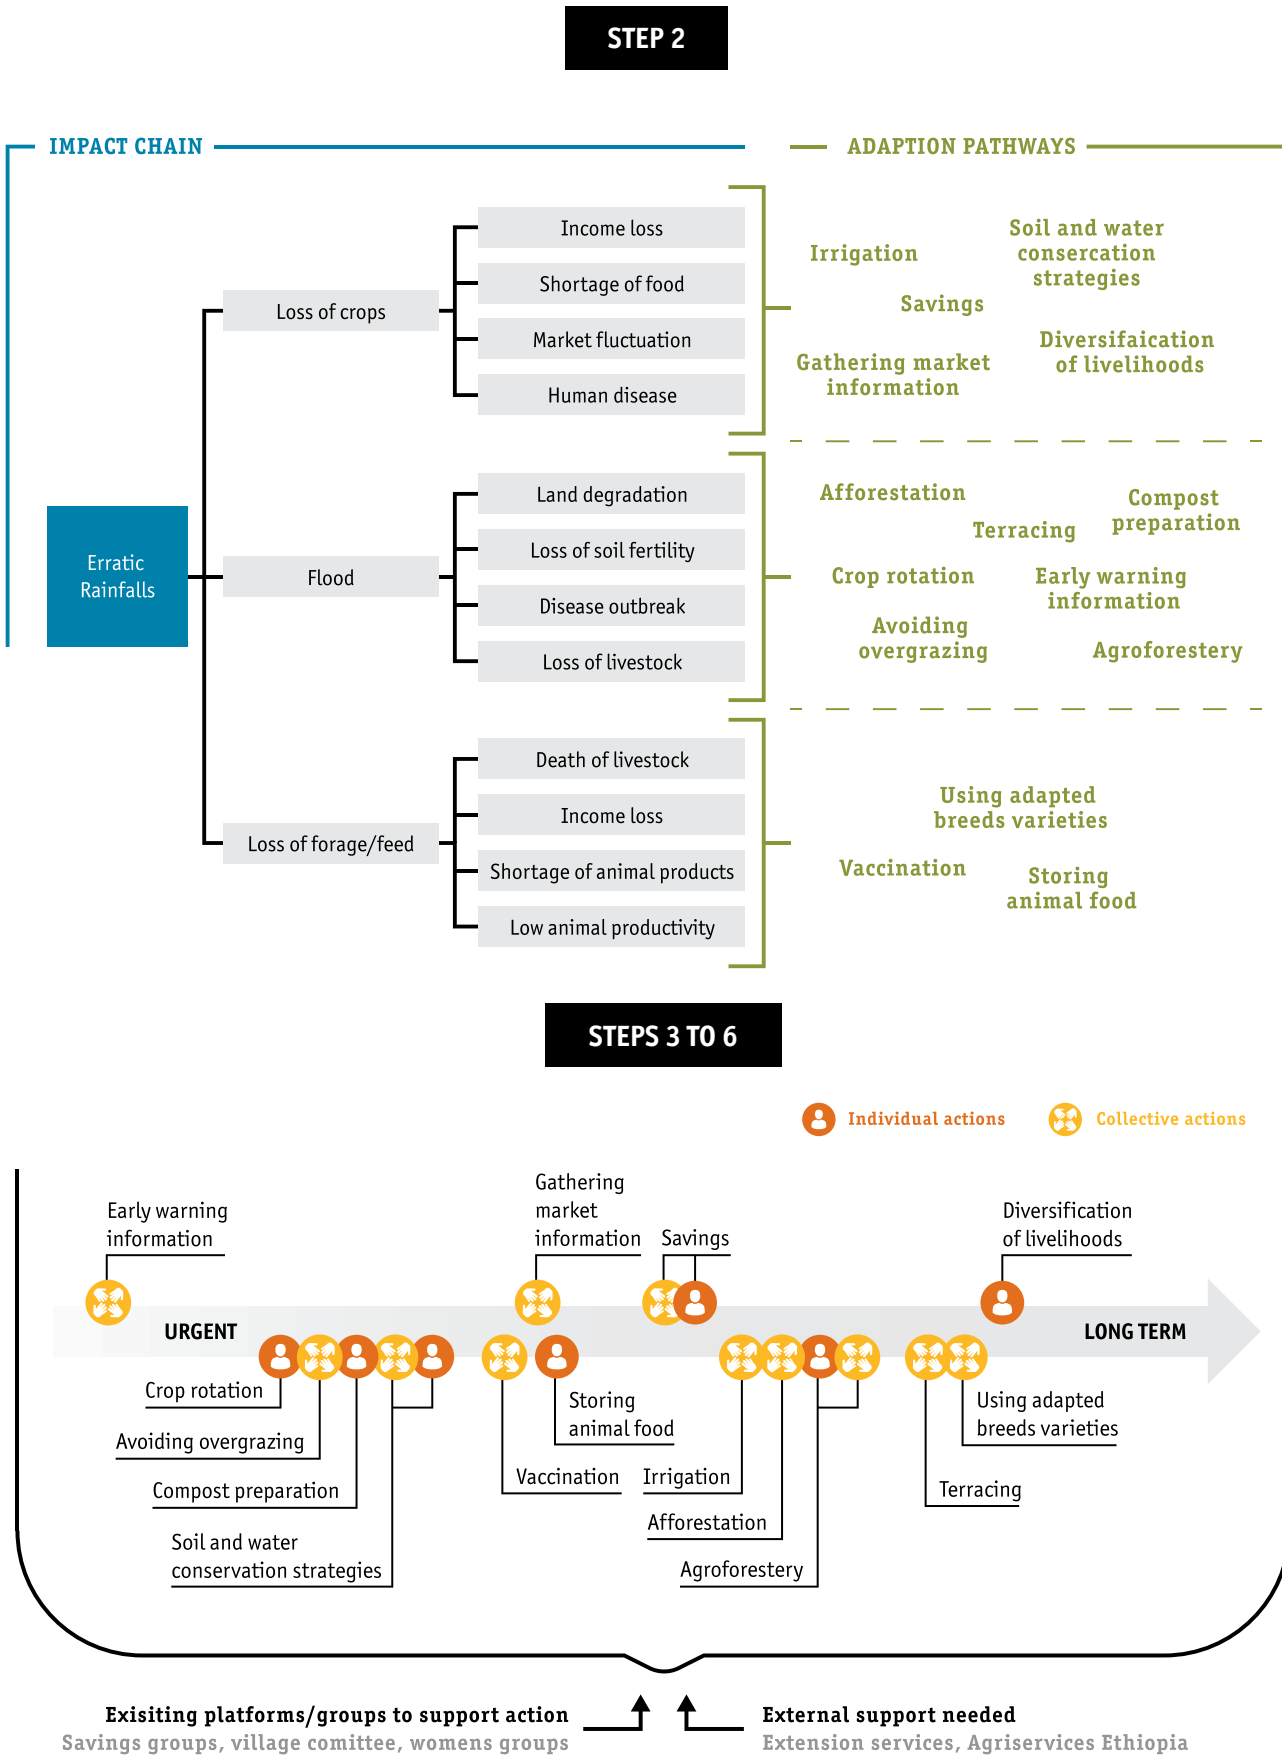 STEP 2
IMPACT CHAIN
ADAPTION PATHWAYS
Erratic
Rainfalls
Loss of crops
Income loss
Shortage of food
Market fluctuation
Human disease
Irrigation
Soil and water
consercation
strategies
Savings
Gathering market
information
Diversifaication
of livelihoods
Flood
Land degradation
Loss of soil fertility
Disease outbreak
Loss of livestock
Afforestation
Compost
preparation
Terracing
Crop rotation
Early warning
information
Avoiding
overgrazing
Agroforestery
Loss of forage/feed
Death of livestock
Income loss
Shortage of animal products
Low animal productivity
Using adapted
breeds varieties
Vaccination
Storing
animal food
STEPS 3 TO 6
Individual actions
Collective actions
Early warning
information
Gathering
market
information
Savings
Diversification
of livelihoods
URGENT
LONG TERM
Crop rotation
Avoiding overgrazing
Compost preparation
Soil and water
conservation strategies
Storing
animal food
Vaccination
Irrigation
Afforestation
Agroforestery
Using adapted
breeds varieties
Terracing
Exisiting platforms/groups to support action
Savings groups, village comittee, womens groups
External support needed
Extension services, Agriservices Ethiopia